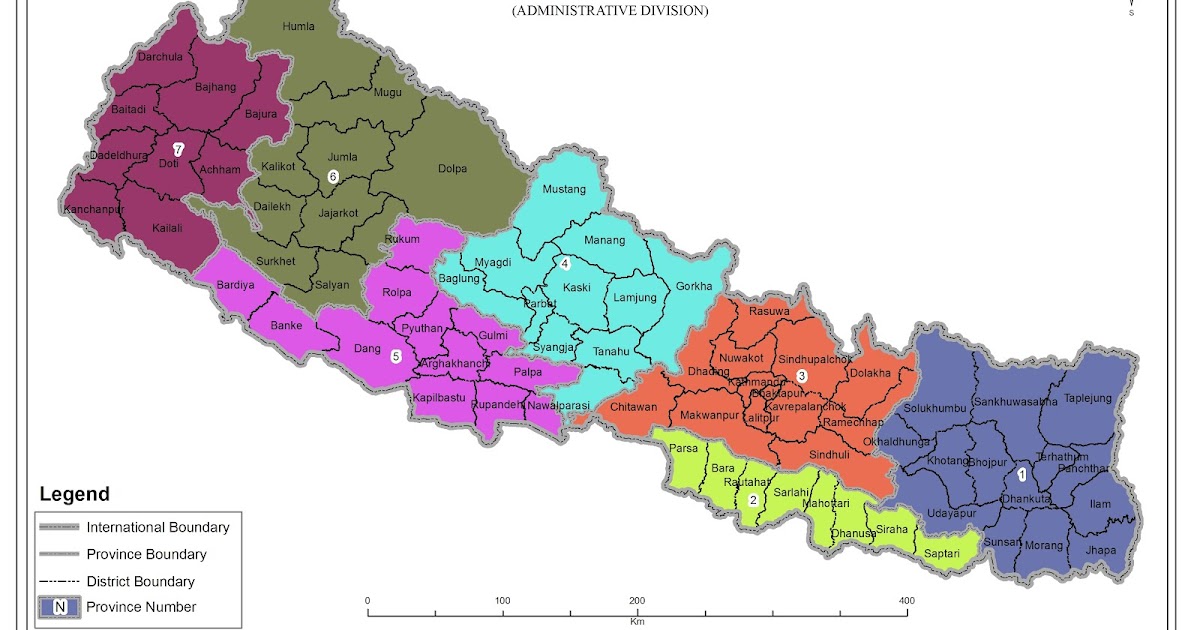 (ADMINISTRATIVE DIVISION)
S
Humla
Darchula
Bajhang
Mugu
Baitadi
Bajura
7
Dadeldhura
Doti
Achham
Kalikot
Jumla
6
Dolpa
Mustang
Kanchanpur
Kailali
Dailekh
Jajarkot
Rukum
Manang
Surkhet
Salyan
Myagdi
4
Baglung
Kaski
Gorkha
Bardiya
Rolpa
Parbat
Lamjung
Rasuwa
Banke
Pyuthan
Gulmi
Dang
5
Syangja
Tanahu
Nuwakot
Sindhupalchok
Arghakhanchi
Palpa
Dhading
3
Dolakha
Kathmandu
Bhaktapur
Kapilbastu
Rupandehi
Nawalparasi
Chitawan
Makwanpur
Lalitpur
Kavrepalanchok
Ramechhap
Solukhumbu
Sankhuwasabha
Taplejung
Okhaldhunga
Parsa
Sindhuli
Khotang
Bhojpur
Terhathum
Panchthar
Bara
Rautahat
1
2
Sarlahi
Mahottari
Dhankuta
Ilam
Udayapur
Dhanusa
Siraha
Saptari
Sunsari
Morang
Jhapa
Legend
International Boundary
Province Boundary
District Boundary
N Province Number
0 100 200 400
Km